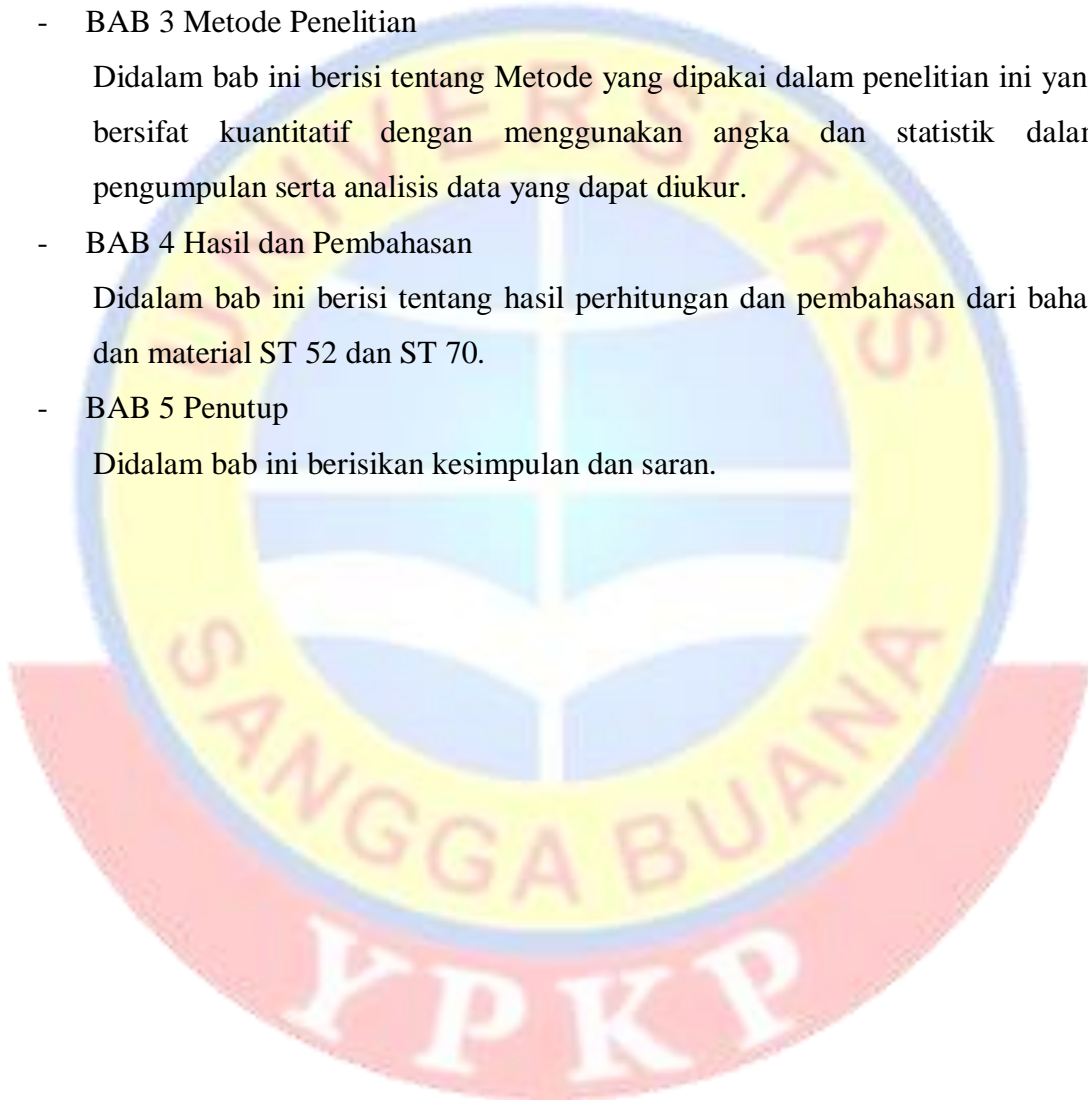 - BAB 3 Metode Penelitian
Didalam bab ini berisi tentang Metode yang dipakai dalam penelitian ini yan
bersifat kuantitatif dengan menggunakan angka dan statistik dalam
pengumpulan serta analisis data yang dapat diukur.
- BAB 4 Hasil dan Pembahasan
Didalam bab ini berisi tentang hasil perhitungan dan pembahasan dari baha
dan material ST 52 dan ST 70.
- BAB 5 Penutup
Didalam bab ini berisikan kesimpulan dan saran.
UNIVERSITAS
SANGGA BUANA
YPKP